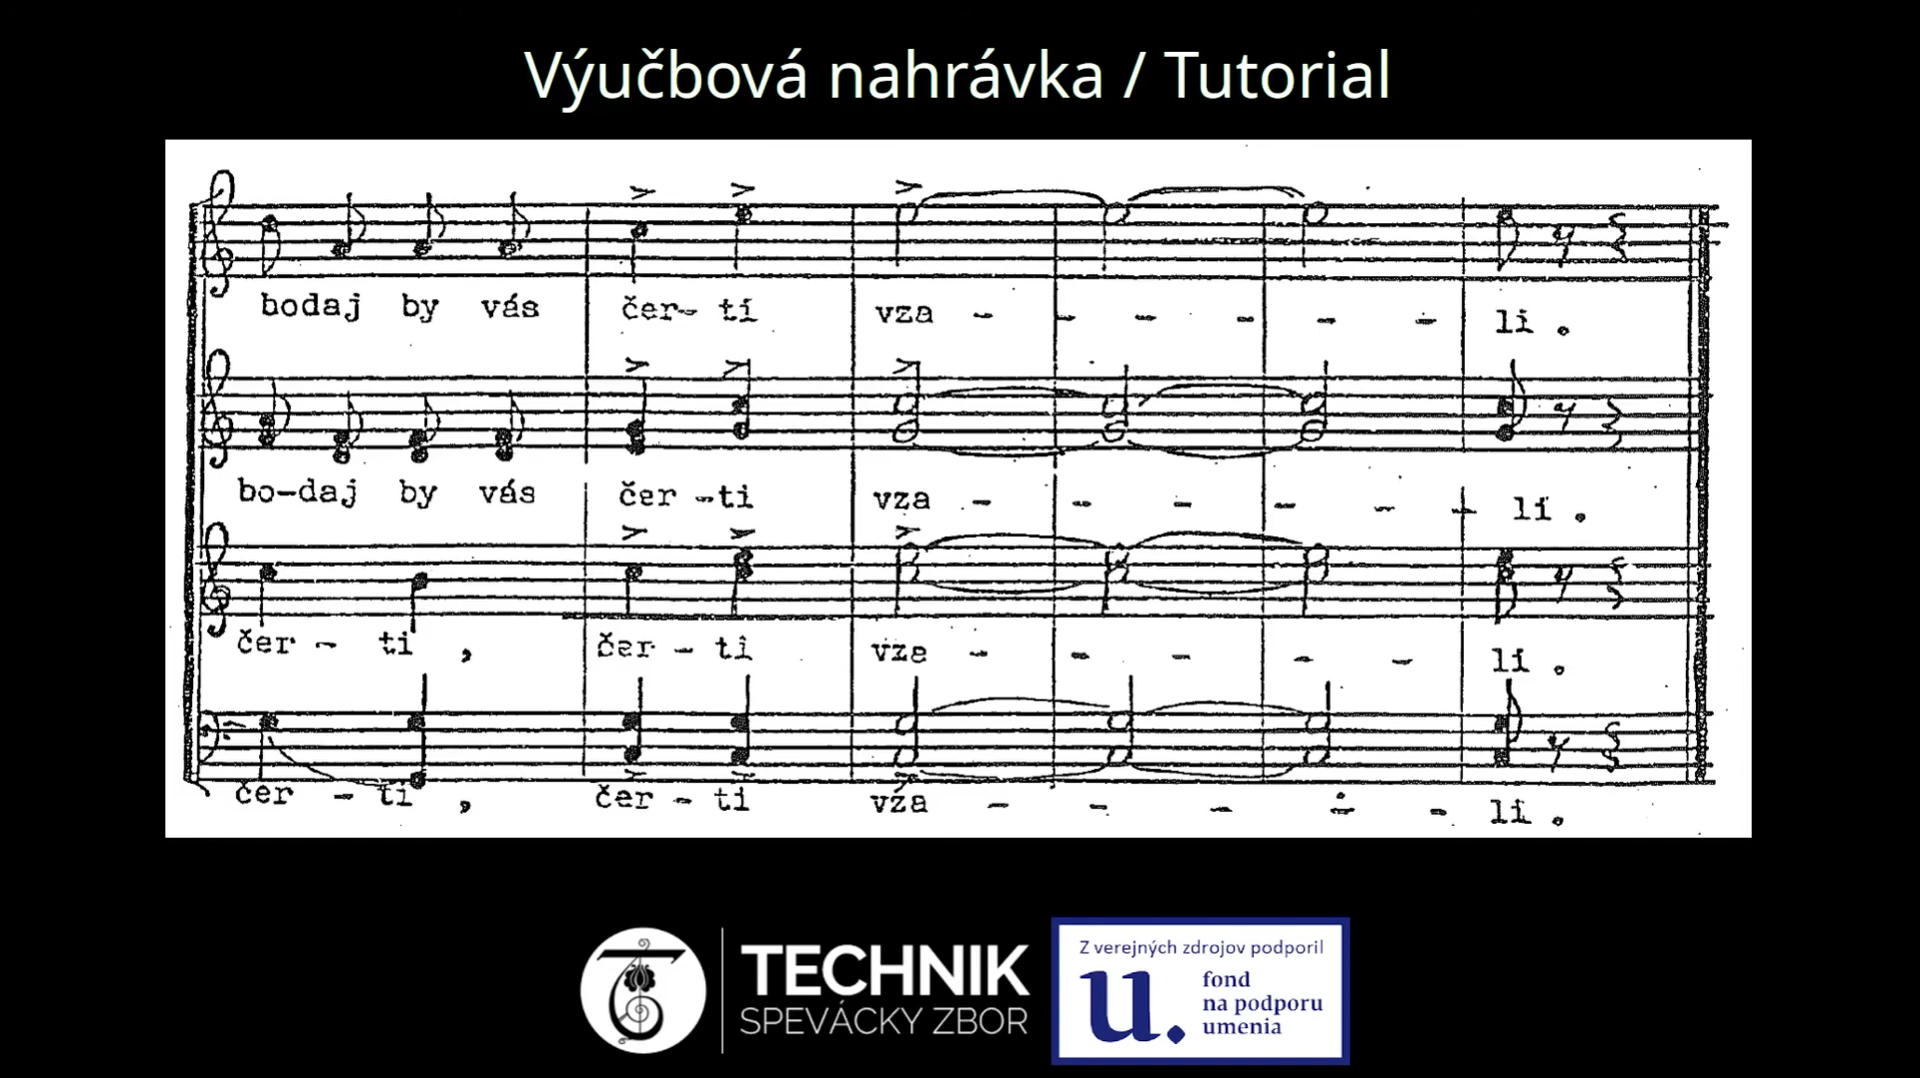 Výučbová nahrávka / Tutorial
bodaj by vás čer- ti vza - - - - - - li .
bo-daj by vás čer -ti vza - - - - - - li .
čer - ti , čer - ti vza - - - - - li .
čer - ti , čer - ti vza - - - - - li .
TECHNIK
SPEVÁCKY ZBOR
Z verejných zdrojov podporil
u.
fond
na podporu
umenia